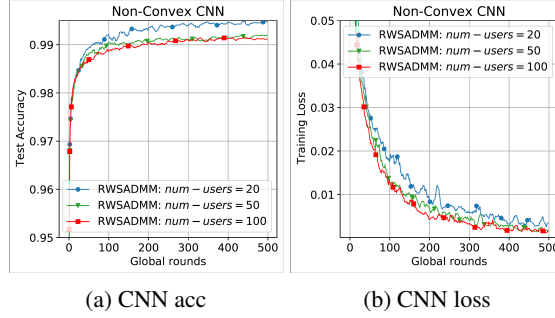 Non-Convex CNN
0.99
0.98
0.97
0.96
0.95
Test Accuracy
RWSADMM: num − users = 20
RWSADMM: num − users = 50
RWSADMM: num − users = 100
0 100 200 300 400 500
Global rounds
(a) CNN acc
Non-Convex CNN
0.05
0.04
0.03
0.02
0.01
Training Loss
RWSADMM: num − users = 20
RWSADMM: num − users = 50
RWSADMM: num − users = 100
0 100 200 300 400 500
Global rounds
(b) CNN loss